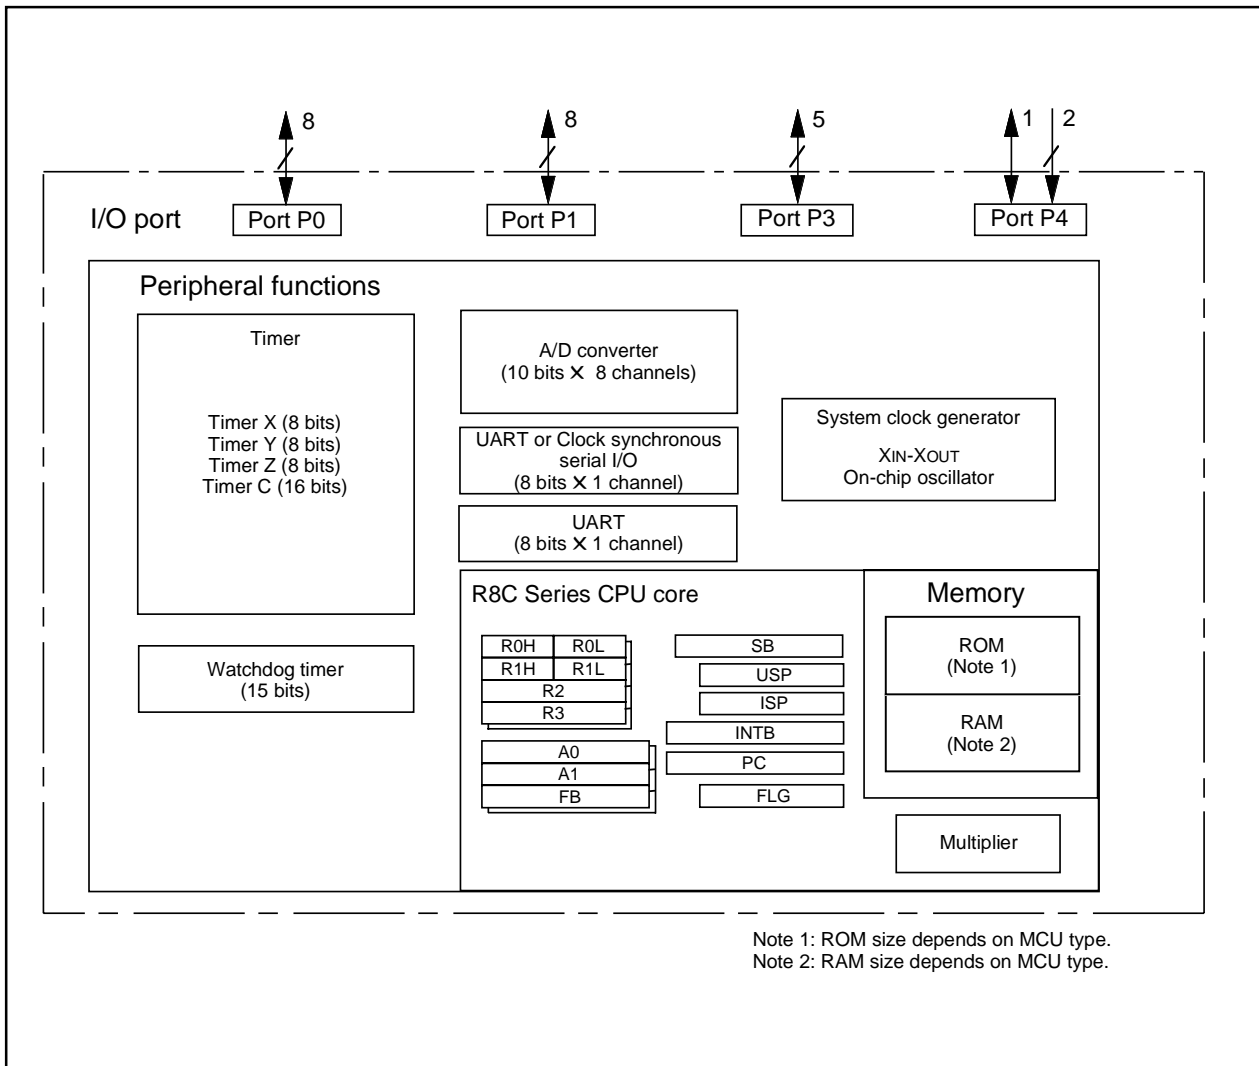 8
8
5
1
2
I/O port
Port P0
Port P1
Port P3
Port P4
Peripheral functions
Timer
Timer X (8 bits)
Timer Y (8 bits)
Timer Z (8 bits)
Timer C (16 bits)
Watchdog timer
(15 bits)
A/D converter
(10 bits × 8 channels)
UART or Clock synchronous
serial I/O
(8 bits × 1 channel)
UART
(8 bits × 1 channel)
System clock generator
XIN-XOUT
On-chip oscillator
R8C Series CPU core
R0H
R0L
R1H
R1L
R2
R3
A0
A1
FB
SB
USP
ISP
INTB
PC
FLG
Memory
ROM
(Note 1)
RAM
(Note 2)
Multiplier
Note 1: ROM size depends on MCU type.
Note 2: RAM size depends on MCU type.